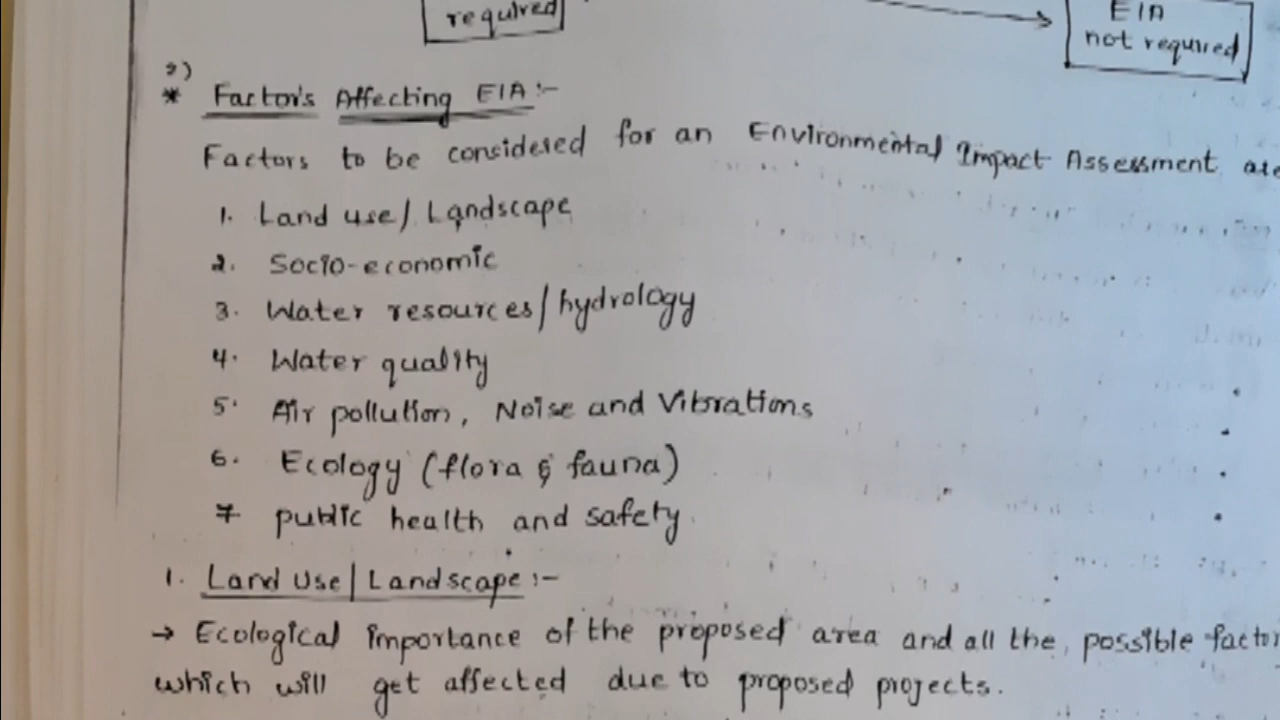 required
EIA
not required
2)
* Factors Affecting EIA :-
Factors to be considered for an Environmental Impact Assessment are
1. Land use / Landscape
2. Socio-economic
3. Water resources / hydrology
4. Water quality
5. Air pollution, Noise and Vibrations
6. Ecology (flora & fauna)
7 public health and safety.
1. Land Use | Landscape :-
→ Ecological importance of the proposed area and all the possible factor
which will get affected due to proposed projects.